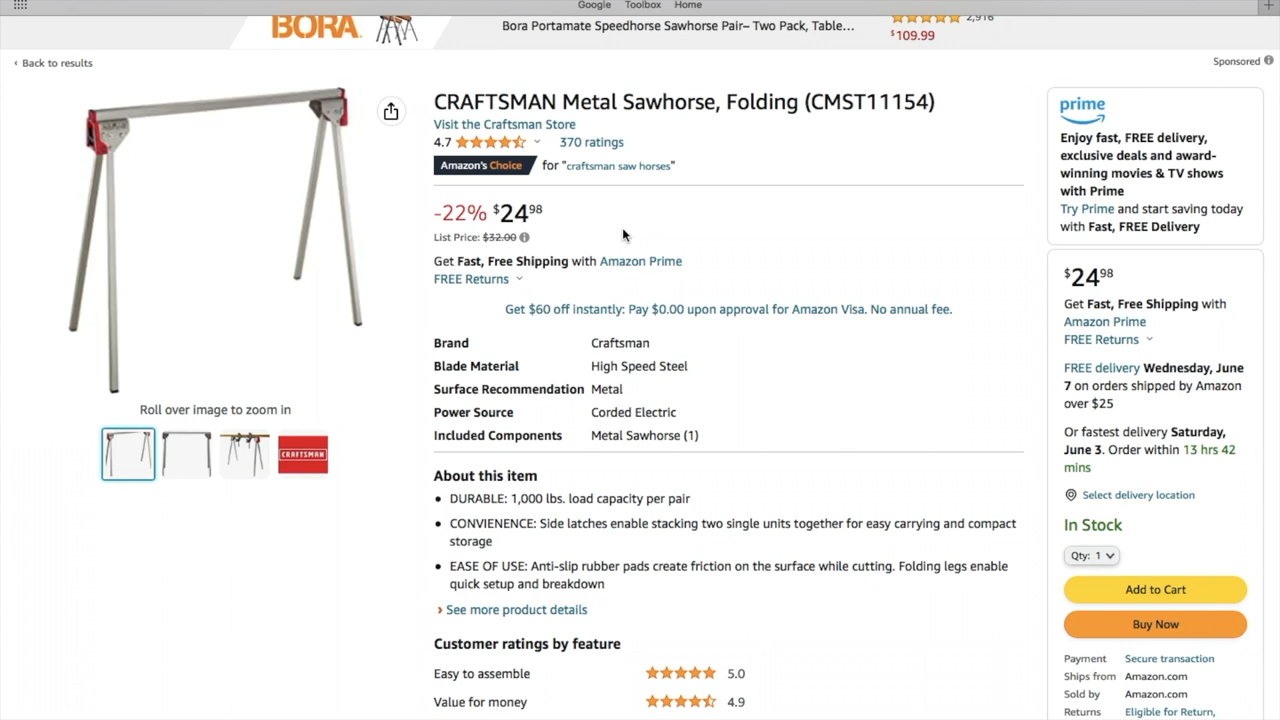 Google Toolbox Home
BORA
Bora Portamate Speedhorse Sawhorse Pair– Two Pack, Table…
2,916
$109.99
‹ Back to results
Sponsored
CRAFTSMAN Metal Sawhorse, Folding (CMST11154)
Visit the Craftsman Store
4.7 370 ratings
Amazon's Choice for "craftsman saw horses"
-22% $24 98
List Price: $32.00
Get Fast, Free Shipping with Amazon Prime
FREE Returns
Get $60 off instantly: Pay $0.00 upon approval for Amazon Visa. No annual fee.
Brand Craftsman
Blade Material High Speed Steel
Surface Recommendation Metal
Power Source Corded Electric
Included Components Metal Sawhorse (1)
Roll over image to zoom in
CRAFTSMAN
About this item
• DURABLE: 1,000 lbs. load capacity per pair
• CONVIENENCE: Side latches enable stacking two single units together for easy carrying and compact
storage
• EASE OF USE: Anti-slip rubber pads create friction on the surface while cutting. Folding legs enable
quick setup and breakdown
› See more product details
Customer ratings by feature
Easy to assemble 5.0
Value for money 4.9
prime
Enjoy fast, FREE delivery,
exclusive deals and award-
winning movies & TV shows
with Prime
Try Prime and start saving today
with Fast, FREE Delivery
$24 98
Get Fast, Free Shipping with
Amazon Prime
FREE Returns
FREE delivery Wednesday, June
7 on orders shipped by Amazon
over $25
Or fastest delivery Saturday,
June 3. Order within 13 hrs 42
mins
Select delivery location
In Stock
Qty: 1
Add to Cart
Buy Now
Payment Secure transaction
Ships from Amazon.com
Sold by Amazon.com
Returns Eligible for Return,